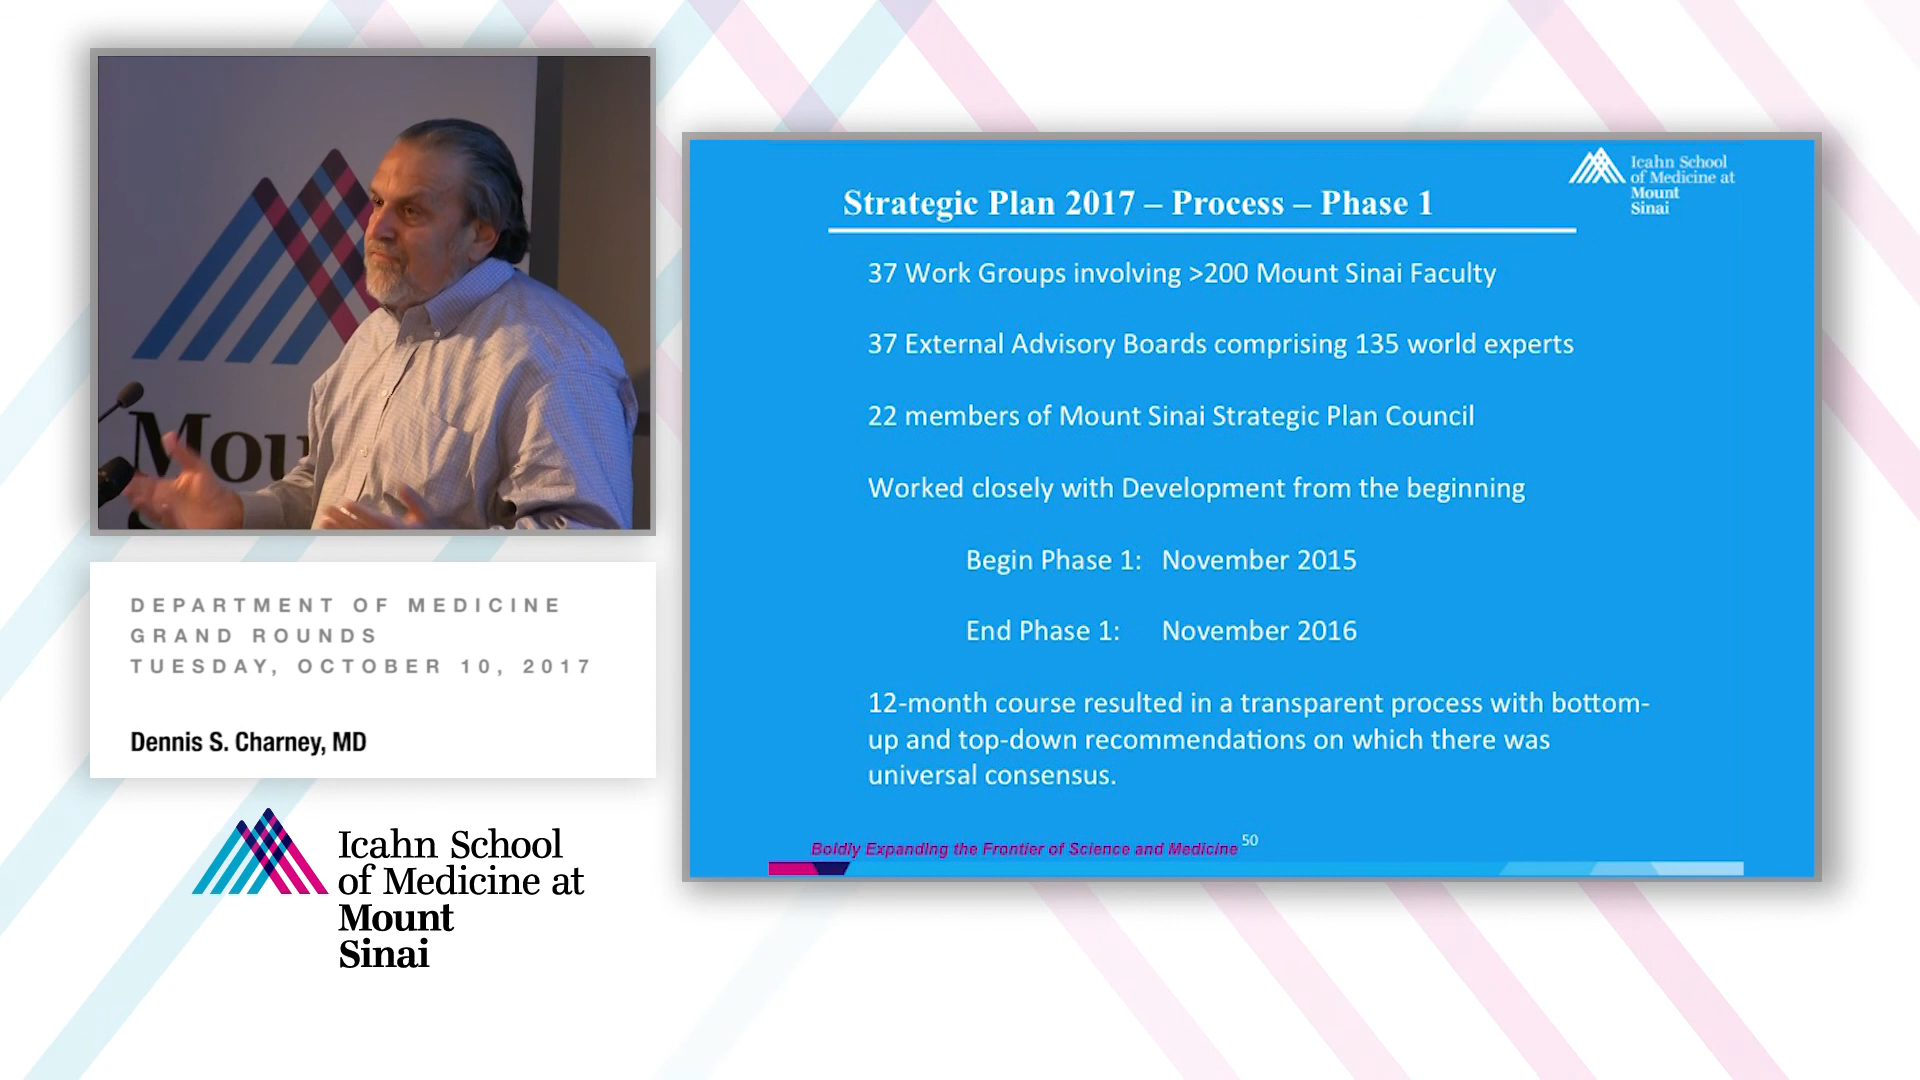 Mou
DEPARTMENT OF MEDICINE
GRAND ROUNDS
TUESDAY, OCTOBER 10, 2017
Dennis S. Charney, MD
Icahn School
of Medicine at
Mount
Sinai
Icahn School
of Medicine at
Mount
Sinai
Strategic Plan 2017 – Process – Phase 1
37 Work Groups involving >200 Mount Sinai Faculty
37 External Advisory Boards comprising 135 world experts
22 members of Mount Sinai Strategic Plan Council
Worked closely with Development from the beginning
Begin Phase 1: November 2015
End Phase 1: November 2016
12-month course resulted in a transparent process with bottom-
up and top-down recommendations on which there was
universal consensus.
Boldly Expanding the Frontier of Science and Medicine 50